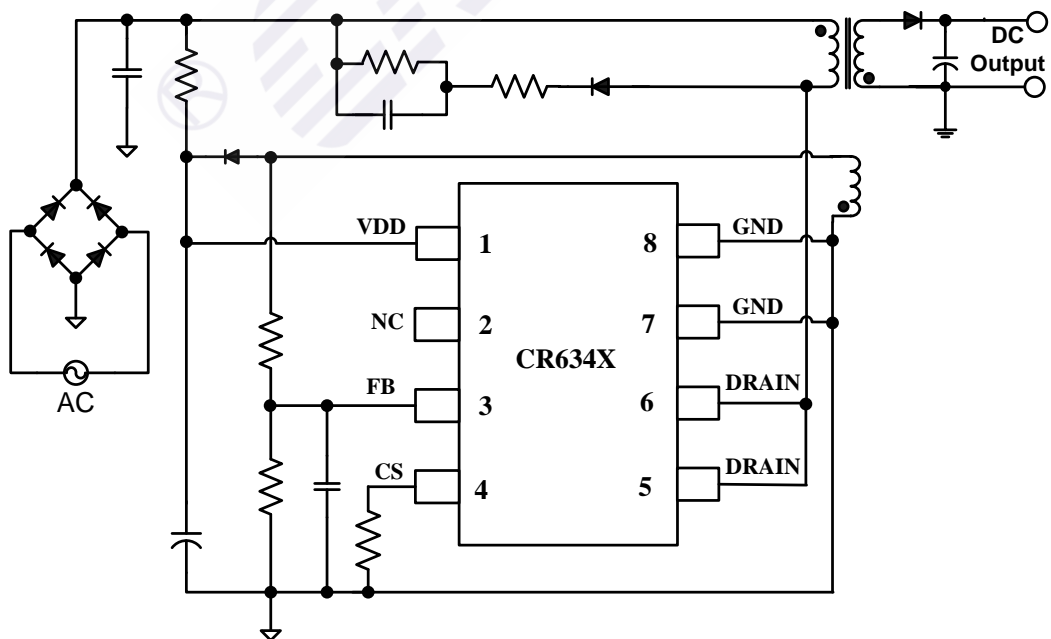 DC
Output
VDD
1
8
GND
NC
2
7
GND
CR634X
FB
3
6
DRAIN
AC
CS
4
5
DRAIN
®